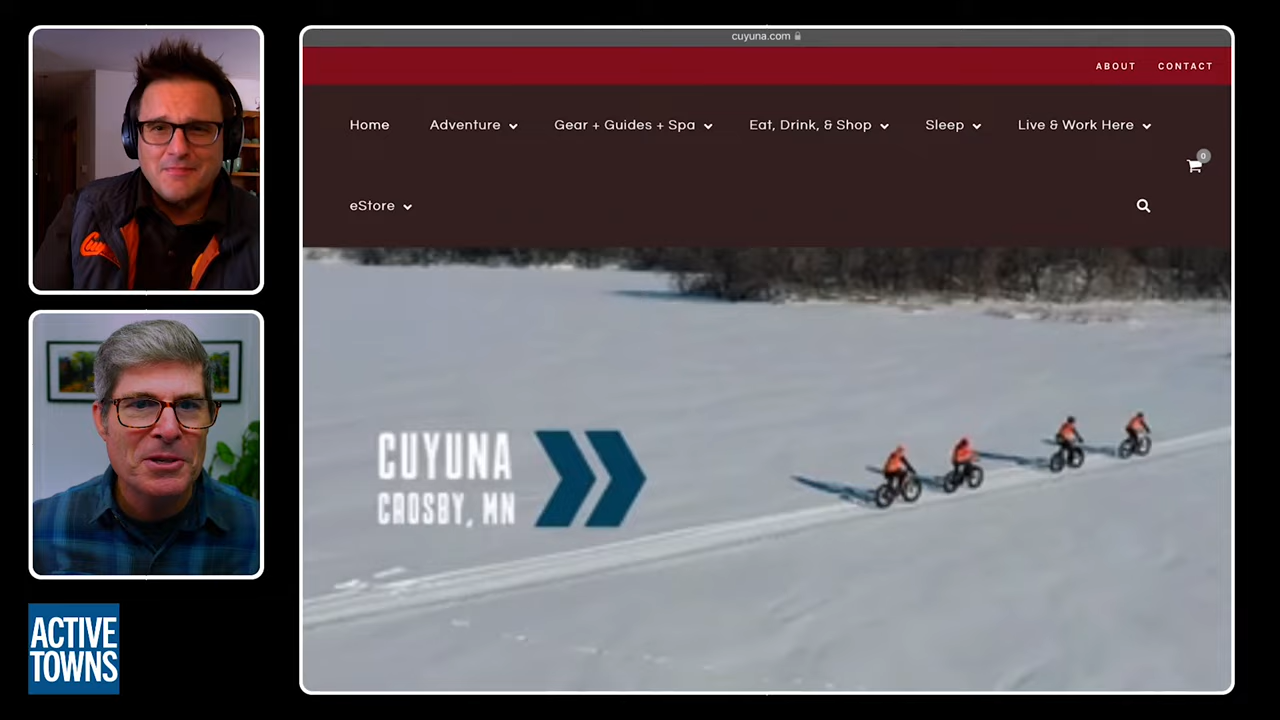 cuyuna.com
ABOUT CONTACT
Home Adventure Gear + Guides + Spa Eat, Drink, & Shop Sleep Live & Work Here
0
eStore
CUYUNA
CROSBY, MN
ACTIVE
TOWNS